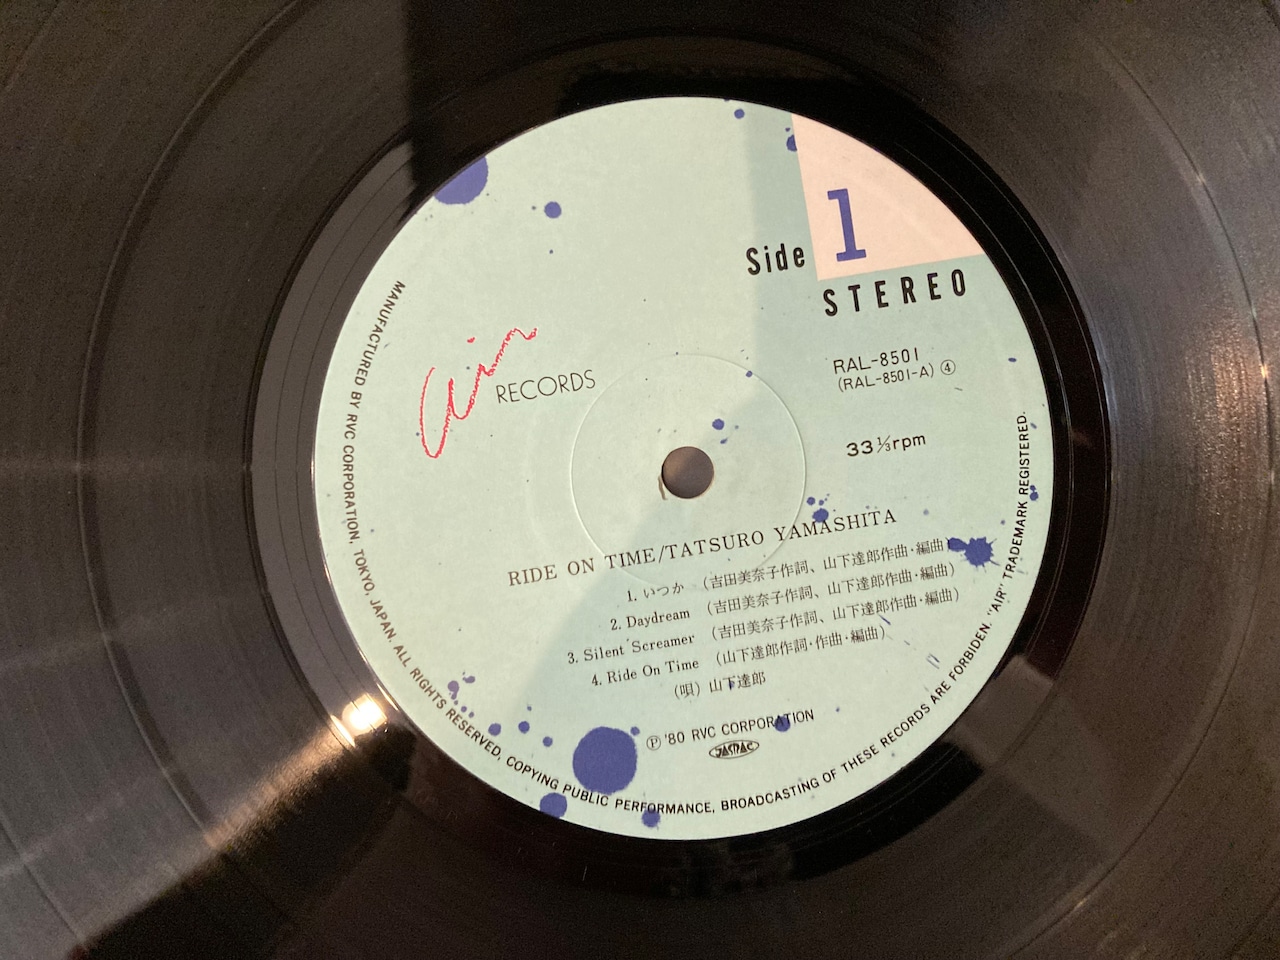 Side 1
STEREO
Air RECORDS
RAL-8501
(RAL-8501-A) ④
33 1/3 rpm
RIDE ON TIME/TATSURO YAMASHITA
1. いつか (吉田美奈子作詞、山下達郎作曲・編曲)
2. Daydream (吉田美奈子作詞、山下達郎作曲・編曲)
3. Silent Screamer (吉田美奈子作詞、山下達郎作曲・編曲)
4. Ride On Time (山下達郎作詞・作曲・編曲)
(唄) 山下達郎
Ⓟ '80 RVC CORPORATION
JASRAC
MANUFACTURED BY RVC CORPORATION, TOKYO, JAPAN. ALL RIGHTS RESERVED, COPYING PUBLIC PERFORMANCE, BROADCASTING OF THESE RECORDS ARE FORBIDEN. "AIR" TRADEMARK REGISTERED.